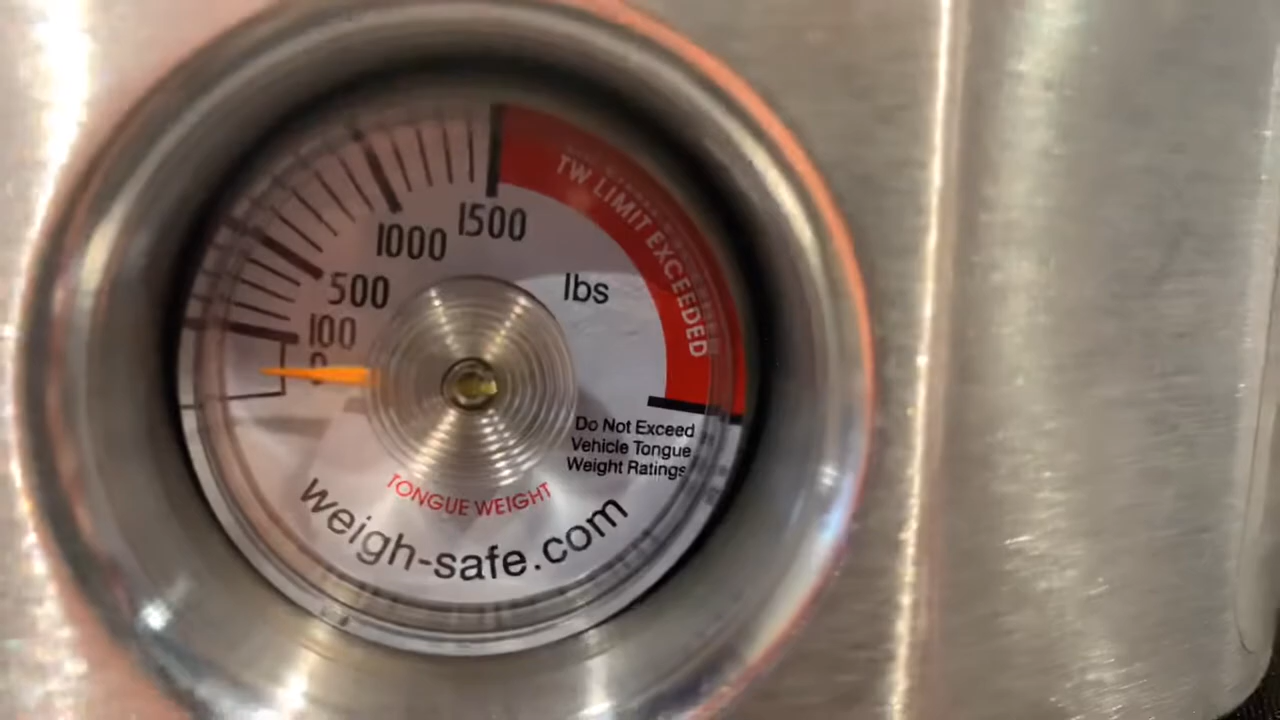 1500
1000
500
100
0
lbs
TW LIMIT EXCEEDED
Do Not Exceed
Vehicle Tongue
Weight Ratings
TONGUE WEIGHT
weigh-safe.com